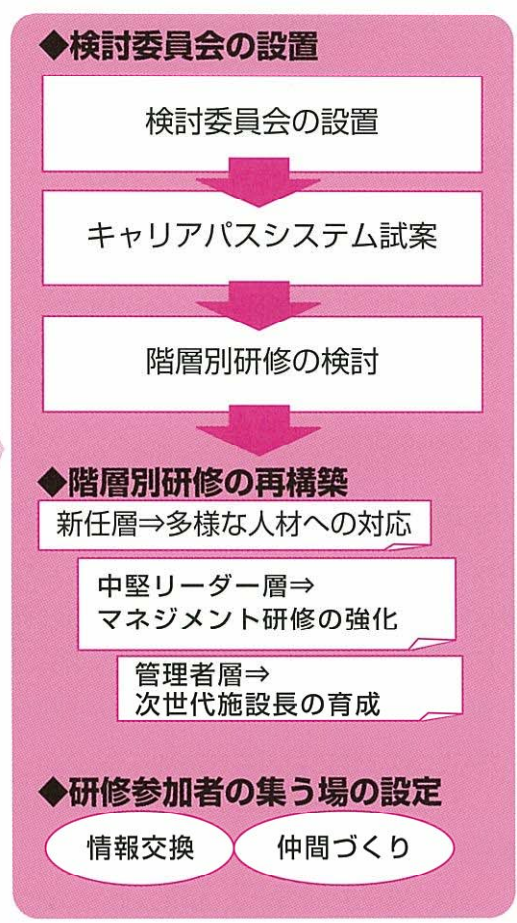 ◆検討委員会の設置
検討委員会の設置
キャリアパスシステム試案
階層別研修の検討
◆階層別研修の再構築
新任層⇒多様な人材への対応
中堅リーダー層⇒
マネジメント研修の強化
管理者層⇒
次世代施設長の育成
◆研修参加者の集う場の設定
情報交換
仲間づくり